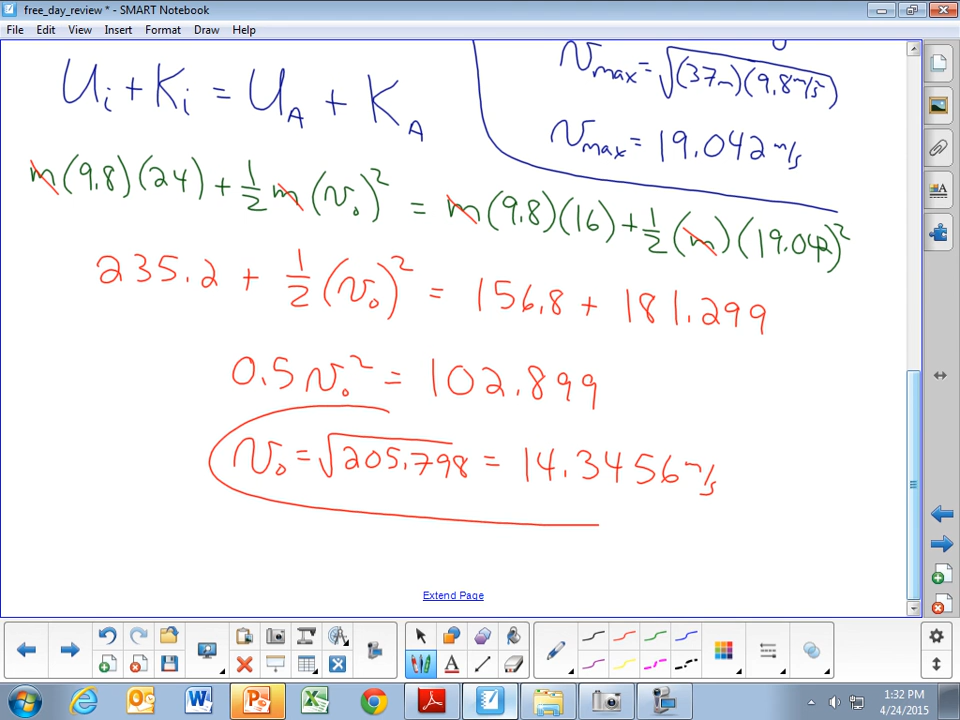 free_day_review * - SMART Notebook
File Edit View Insert Format Draw Help
Ui + Ki = UA + KA
vmax = √(37m)(9.8m/s²)
vmax = 19.042 m/s
m(9.8)(24) + 1/2 m(v₀)² = m(9.8)(16) + 1/2 (m)(19.042)²
235.2 + 1/2 (v₀)² = 156.8 + 181.299
0.5v₀² = 102.899
v₀ = √205.798 = 14.3456 m/s
Extend Page
1:32 PM
4/24/2015